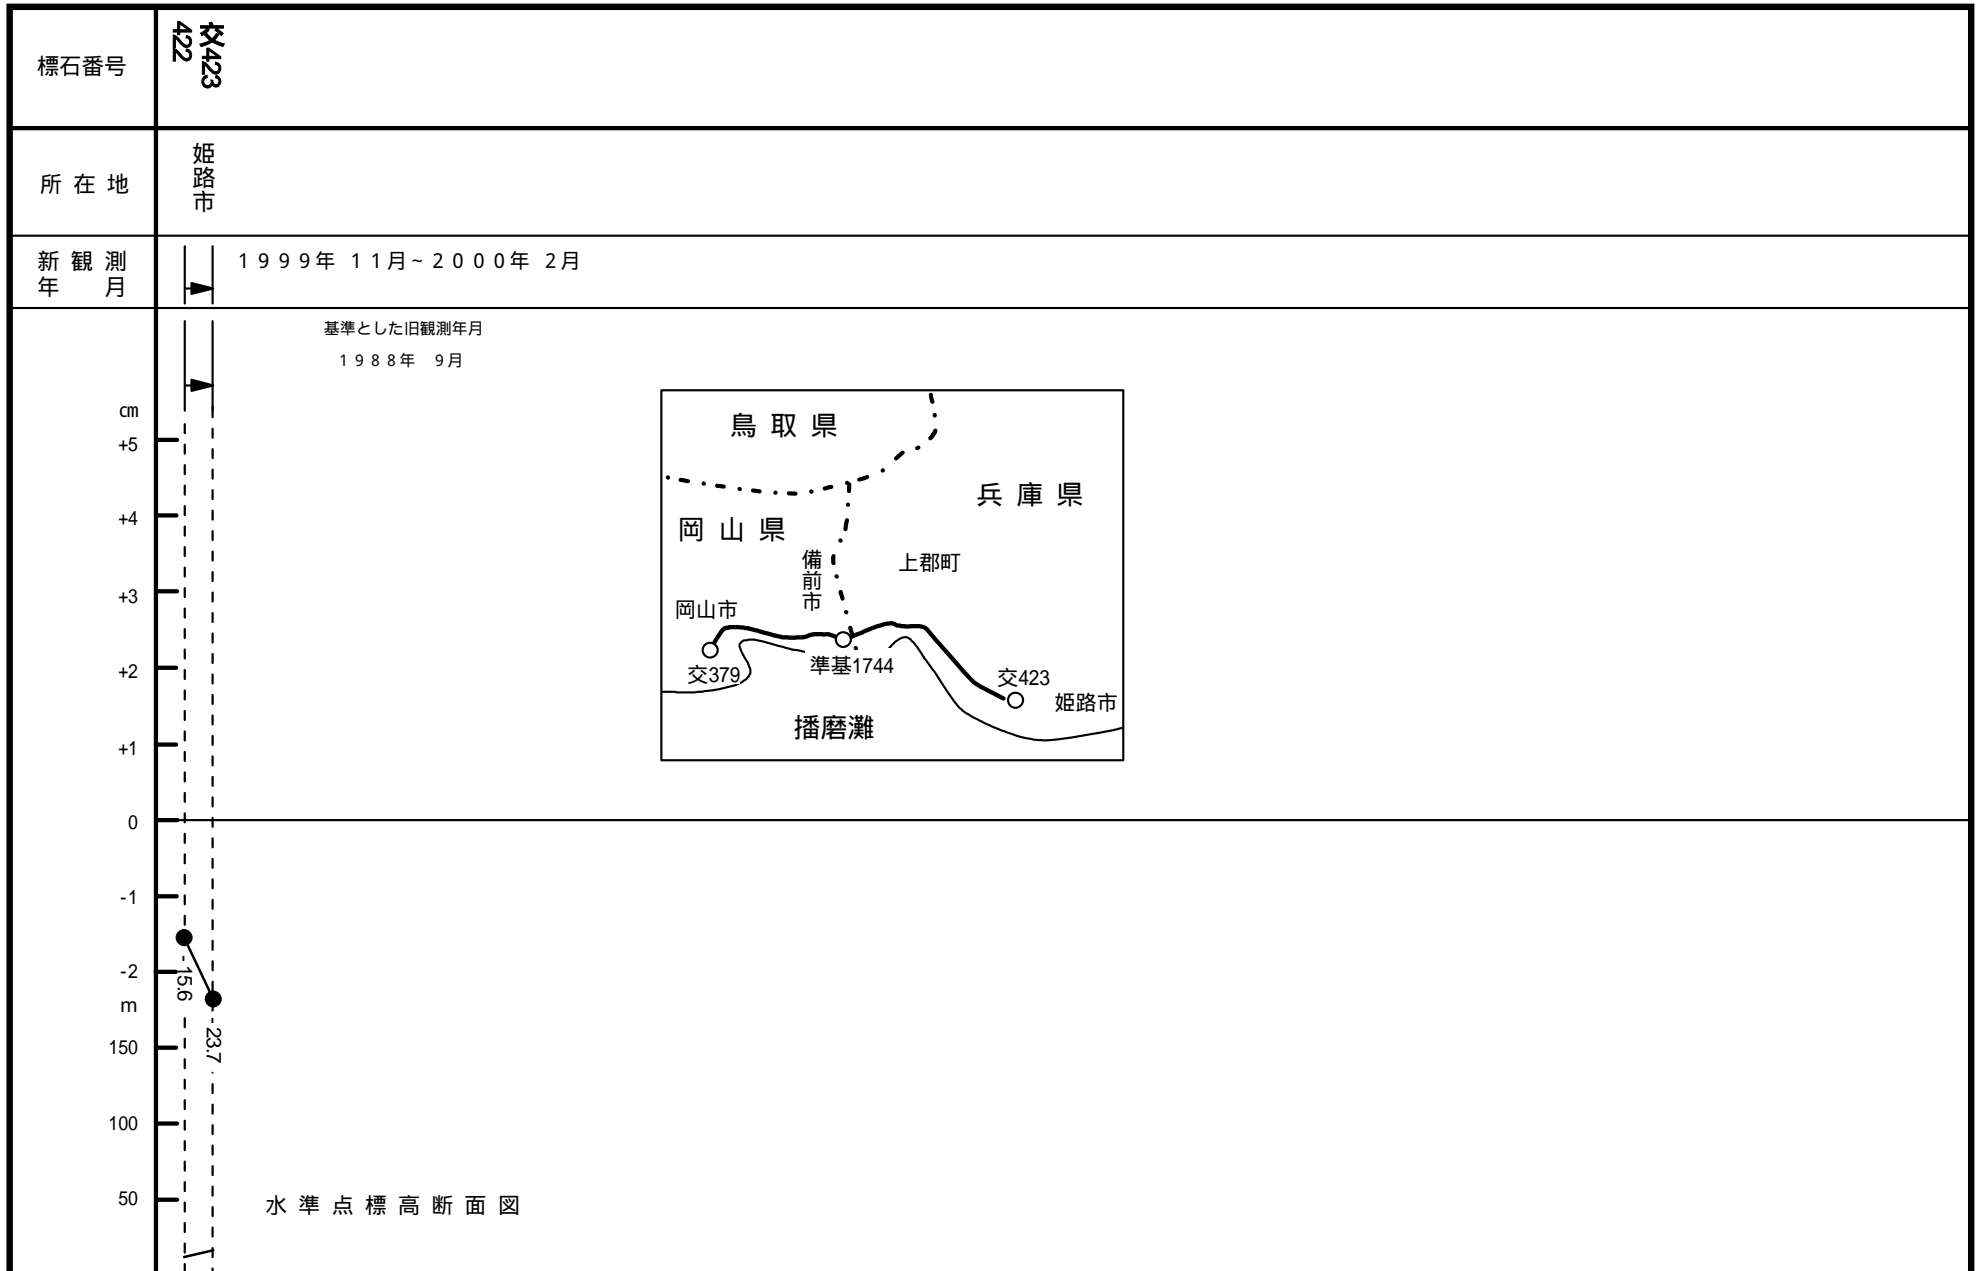 標石番号
422
交423
所在地
姫路市
新観測
年 月
1999年 11月~2000年 2月
基準とした旧観測年月
1988年 9月
cm
+5
+4
+3
+2
+1
0
-1
-2
m
150
100
50
-15.6
-23.7
鳥取県
兵庫県
岡山県
備前市
上郡町
岡山市
交379
準基1744
交423
姫路市
播磨灘
水準点標高断面図